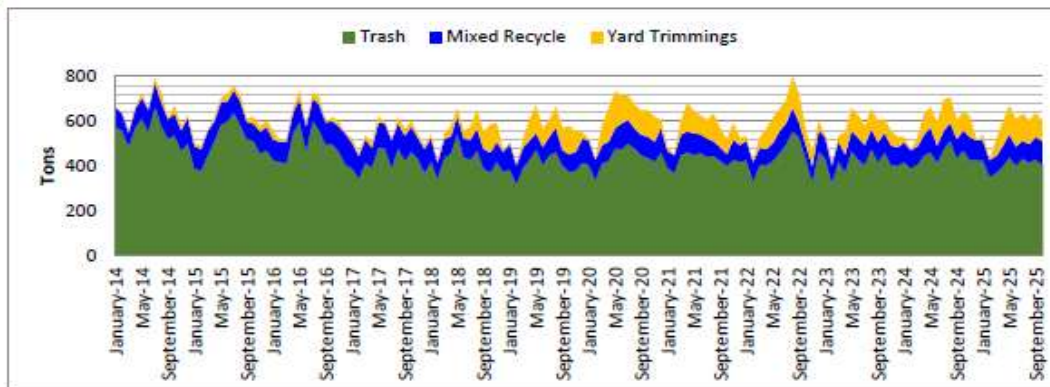 Trash Mixed Recycle Yard Trimmings
800
600
400
200
0
Tons
January-14
May-14
September-14
January-15
May-15
September-15
January-16
May-16
September-16
January-17
May-17
September-17
January-18
May-18
September-18
January-19
May-19
September-19
January-20
May-20
September-20
January-21
May-21
September-21
January-22
May-22
September-22
January-23
May-23
September-23
January-24
May-24
September-24
January-25
May-25
September-25